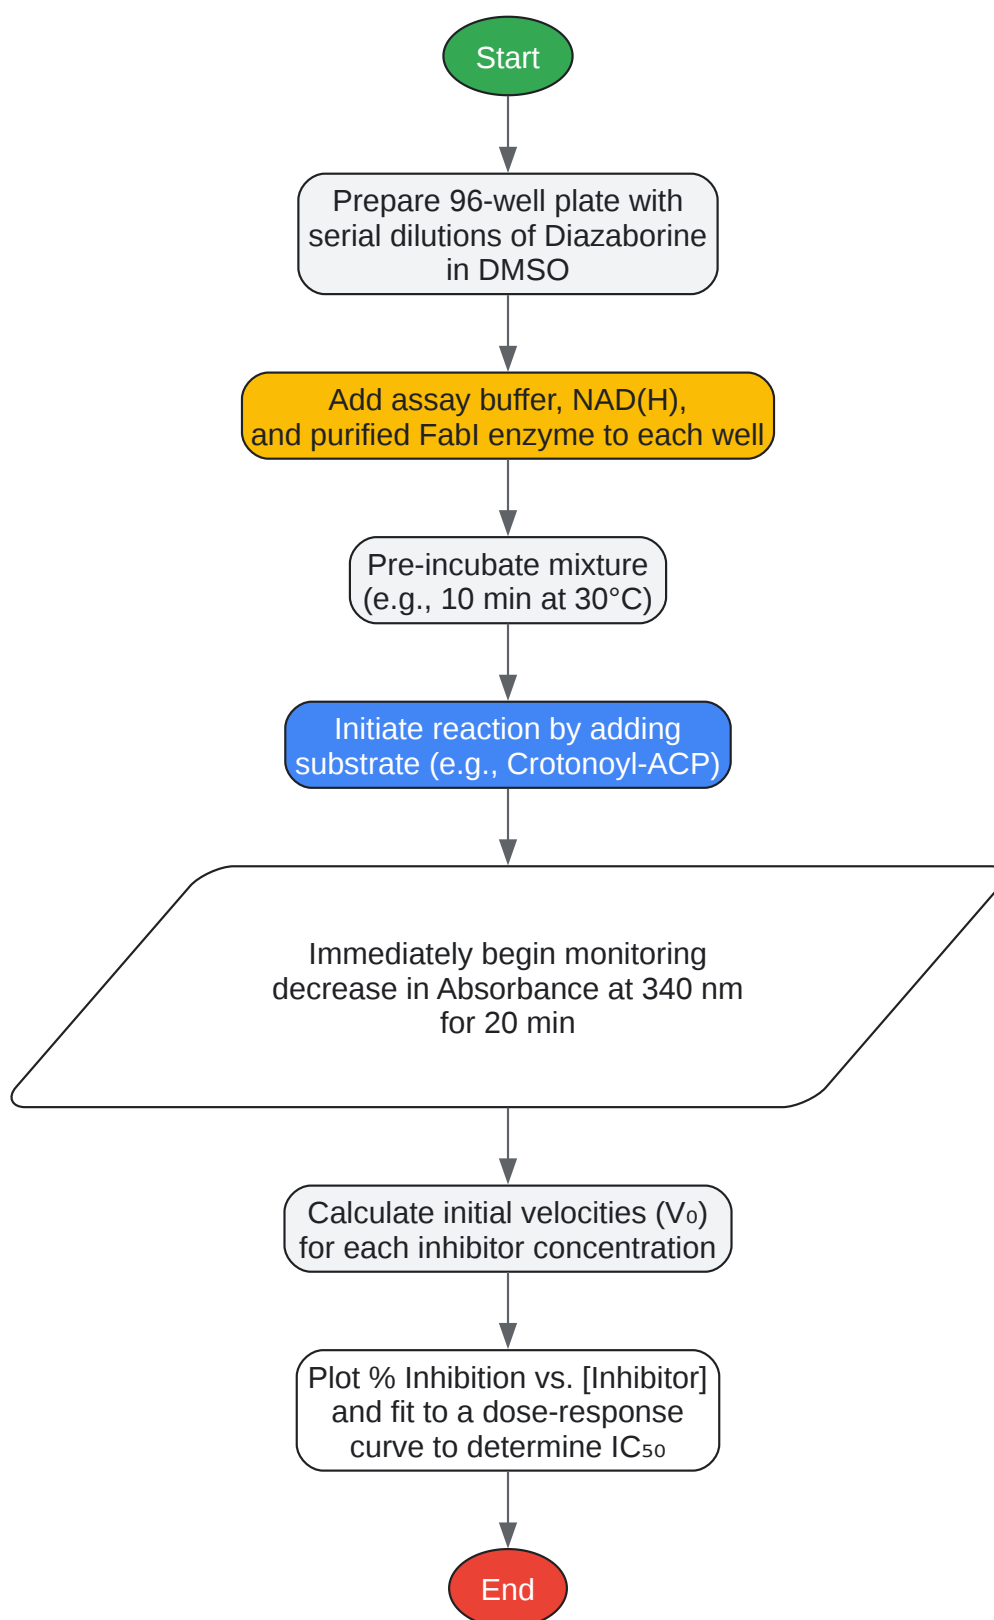 Start
Prepare 96-well plate with
serial dilutions of Diazaborine
in DMSO
Add assay buffer, NAD(H),
and purified FabI enzyme to each well
Pre-incubate mixture
(e.g., 10 min at 30°C)
Initiate reaction by adding
substrate (e.g., Crotonoyl-ACP)
Immediately begin monitoring
decrease in Absorbance at 340 nm
for 20 min
Calculate initial velocities (V₀)
for each inhibitor concentration
Plot % Inhibition vs. [Inhibitor]
and fit to a dose-response
curve to determine IC₅₀
End